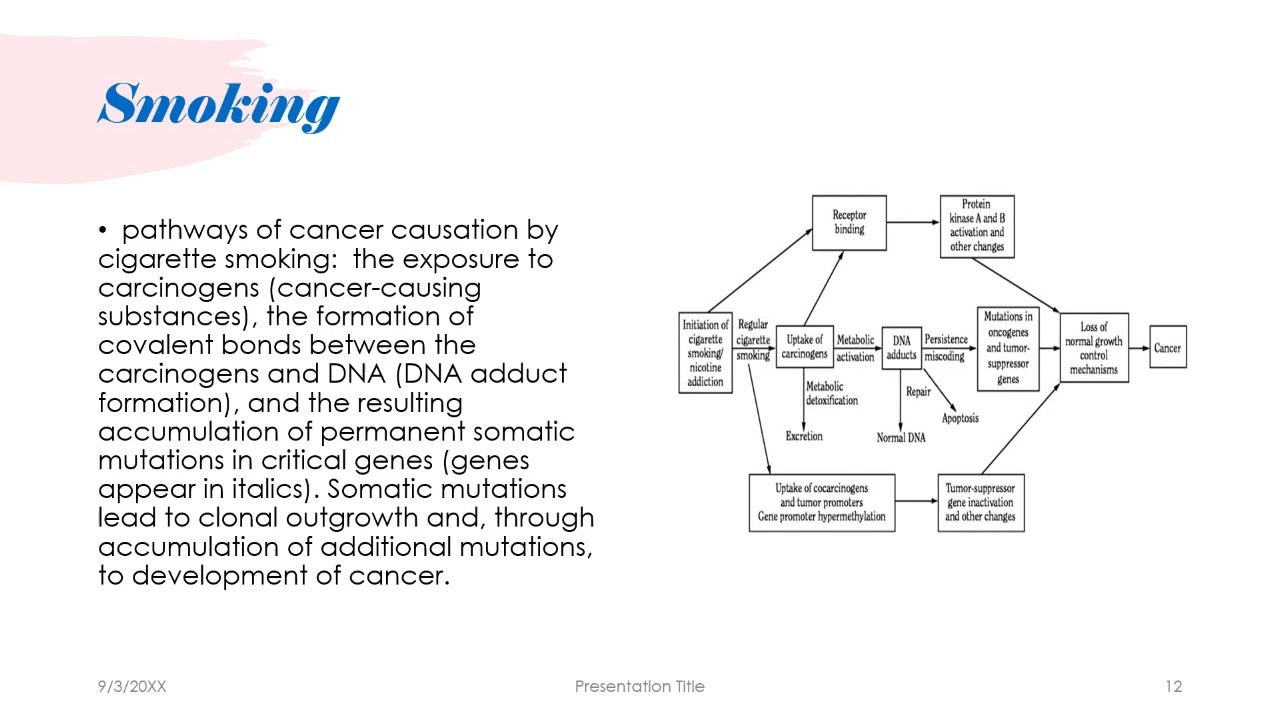 Smoking
• pathways of cancer causation by
cigarette smoking: the exposure to
carcinogens (cancer-causing
substances), the formation of
covalent bonds between the
carcinogens and DNA (DNA adduct
formation), and the resulting
accumulation of permanent somatic
mutations in critical genes (genes
appear in italics). Somatic mutations
lead to clonal outgrowth and, through
accumulation of additional mutations,
to development of cancer.
Receptor
binding
Protein
kinase A and B
activation and
other changes
Initiation of
cigarette
smoking/
nicotine
addiction
Regular
cigarette
smoking
Uptake of
carcinogens
Metabolic
activation
DNA
adducts
Persistence
miscoding
Mutations in
oncogenes
and tumor-
suppressor
genes
Loss of
normal growth
control
mechanisms
Cancer
Metabolic
detoxification
Excretion
Repair
Normal DNA
Apoptosis
Uptake of cocarcinogens
and tumor promoters
Gene promoter hypermethylation
Tumor-suppressor
gene inactivation
and other changes
9/3/20XX
Presentation Title
12